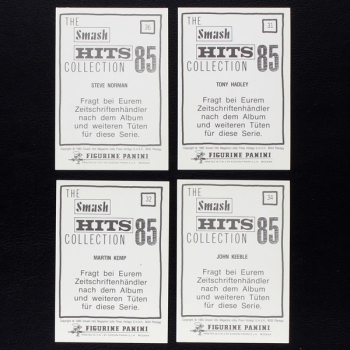 36
THE
Smash
HITS 85
COLLECTION
STEVE NORMAN
Fragt bei Eurem
Zeitschriftenhändler
nach dem Album
und weiteren Tüten
für diese Serie.
FIGURINE PANINI
31
THE
Smash
HITS 85
COLLECTION
TONY HADLEY
Fragt bei Eurem
Zeitschriftenhändler
nach dem Album
und weiteren Tüten
für diese Serie.
FIGURINE PANINI
32
THE
Smash
HITS 85
COLLECTION
MARTIN KEMP
Fragt bei Eurem
Zeitschriftenhändler
nach dem Album
und weiteren Tüten
für diese Serie.
FIGURINE PANINI
34
THE
Smash
HITS 85
COLLECTION
JOHN KEEBLE
Fragt bei Eurem
Zeitschriftenhändler
nach dem Album
und weiteren Tüten
für diese Serie.
FIGURINE PANINI